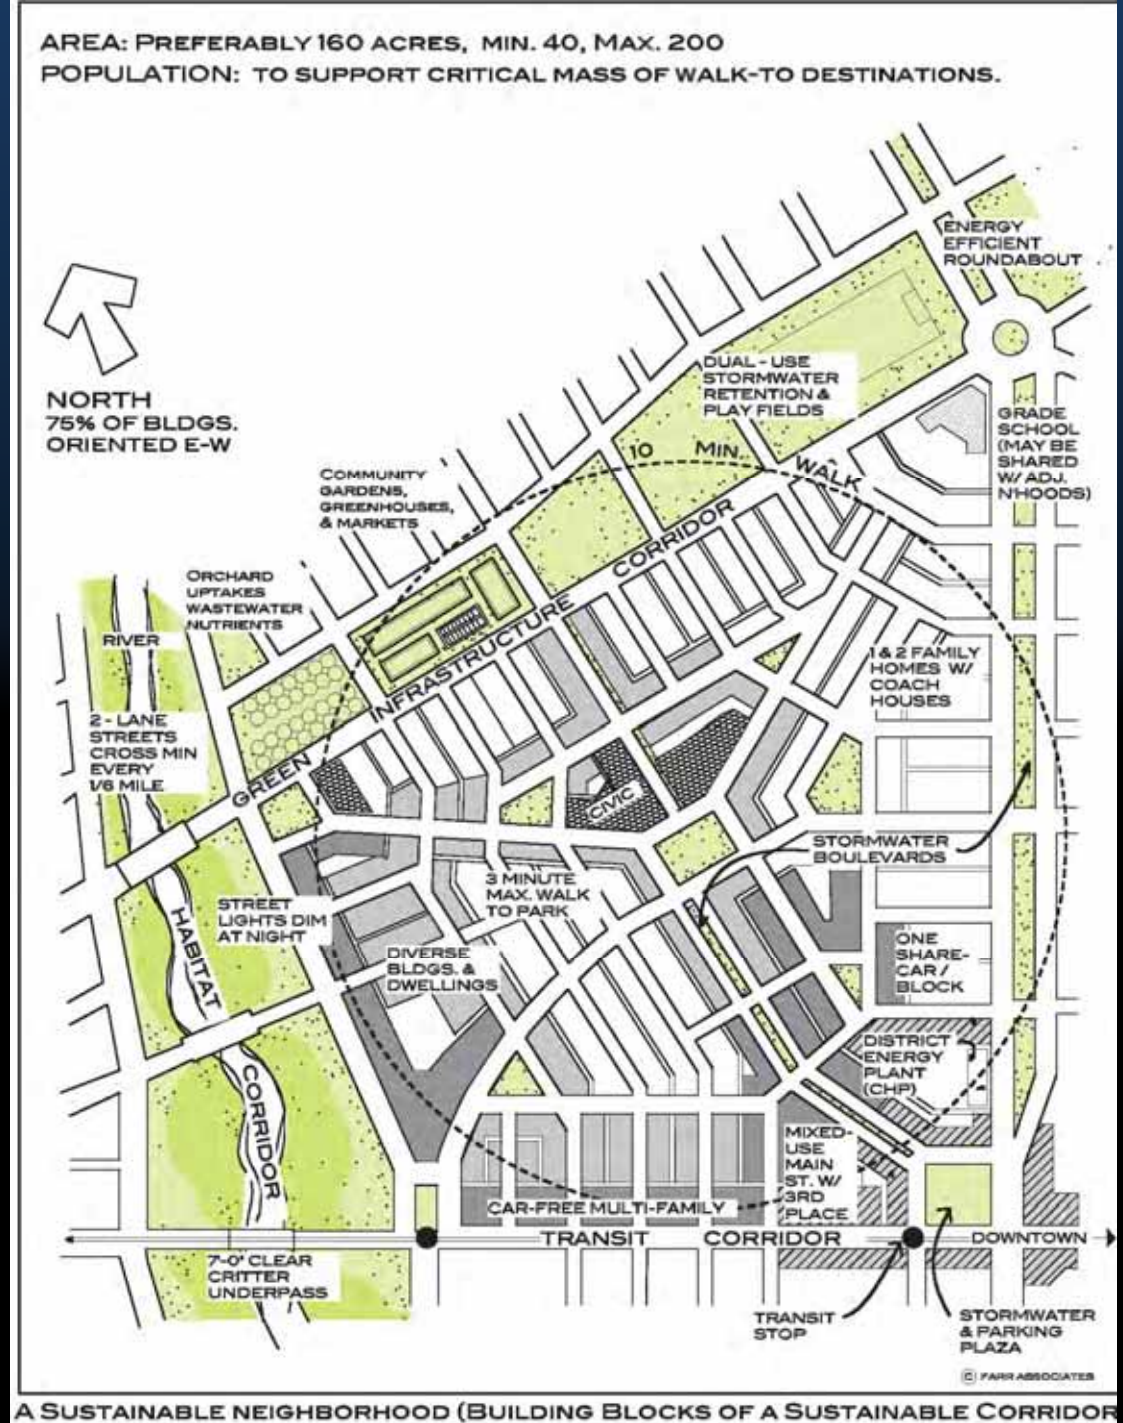 AREA: PREFERABLY 160 ACRES, MIN. 40, MAX. 200
POPULATION: TO SUPPORT CRITICAL MASS OF WALK-TO DESTINATIONS.
ENERGY
EFFICIENT
ROUNDABOUT
NORTH
75% OF BLDGS.
ORIENTED E-W
DUAL-USE
STORMWATER
RETENTION &
PLAY FIELDS
GRADE
SCHOOL
(MAY BE
SHARED
W/ ADJ.
N'HOODS)
10 MIN. WALK
COMMUNITY
GARDENS,
GREENHOUSES,
& MARKETS
ORCHARD
UPTAKES
WASTEWATER
NUTRIENTS
RIVER
GREEN INFRASTRUCTURE CORRIDOR
1 & 2 FAMILY
HOMES W/
COACH
HOUSES
2-LANE
STREETS
CROSS MIN
EVERY
1/6 MILE
CIVIC
STORMWATER
BOULEVARDS
3 MINUTE
MAX. WALK
TO PARK
STREET
LIGHTS DIM
AT NIGHT
HABITAT CORRIDOR
DIVERSE
BLDGS. &
DWELLINGS
ONE
SHARE-
CAR /
BLOCK
DISTRICT
ENERGY
PLANT
(CHP)
MIXED-
USE
MAIN
ST. W/
3RD
PLACE
CAR-FREE MULTI-FAMILY
TRANSIT CORRIDOR
DOWNTOWN
7'-0" CLEAR
CRITTER
UNDERPASS
TRANSIT
STOP
STORMWATER
& PARKING
PLAZA
© FARR ASSOCIATES
A SUSTAINABLE NEIGHBORHOOD (BUILDING BLOCKS OF A SUSTAINABLE CORRIDOR